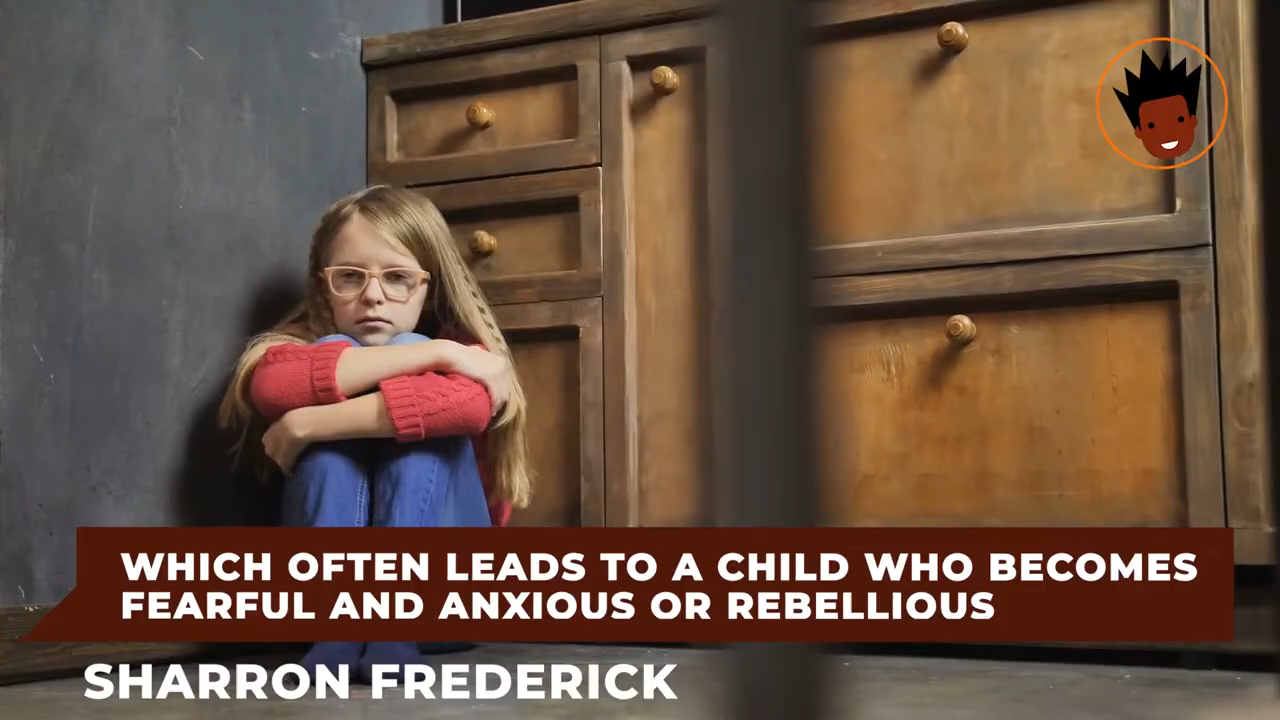 WHICH OFTEN LEADS TO A CHILD WHO BECOMES
FEARFUL AND ANXIOUS OR REBELLIOUS
SHARRON FREDERICK